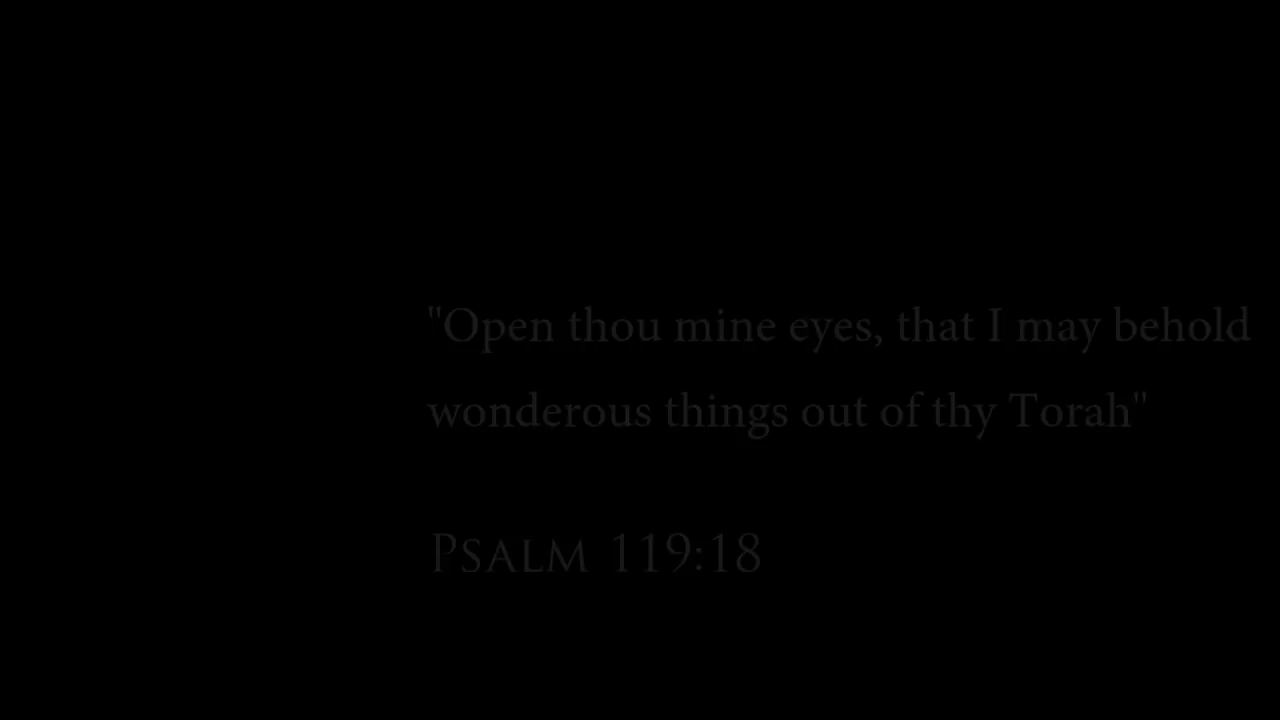 "Open thou mine eyes, that I may behold
wonderous things out of thy Torah"
Psalm 119:18